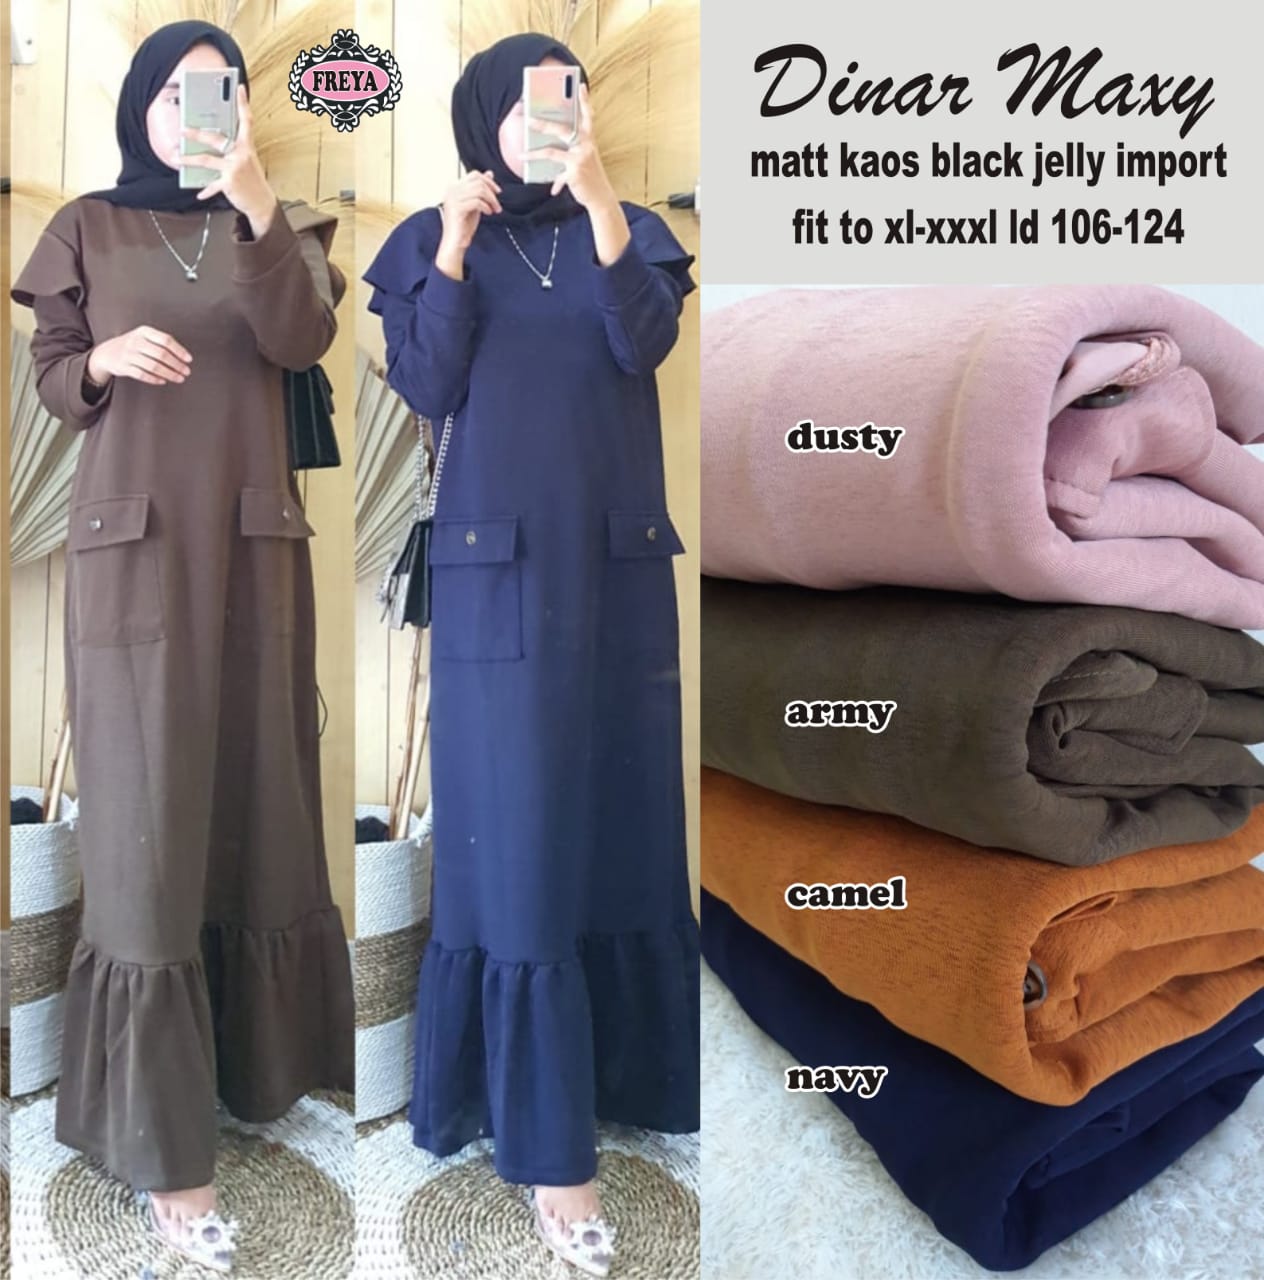 FREYA
Dinar Maxy
matt kaos black jelly import
fit to xl-xxxl ld 106-124
dusty
army
camel
navy